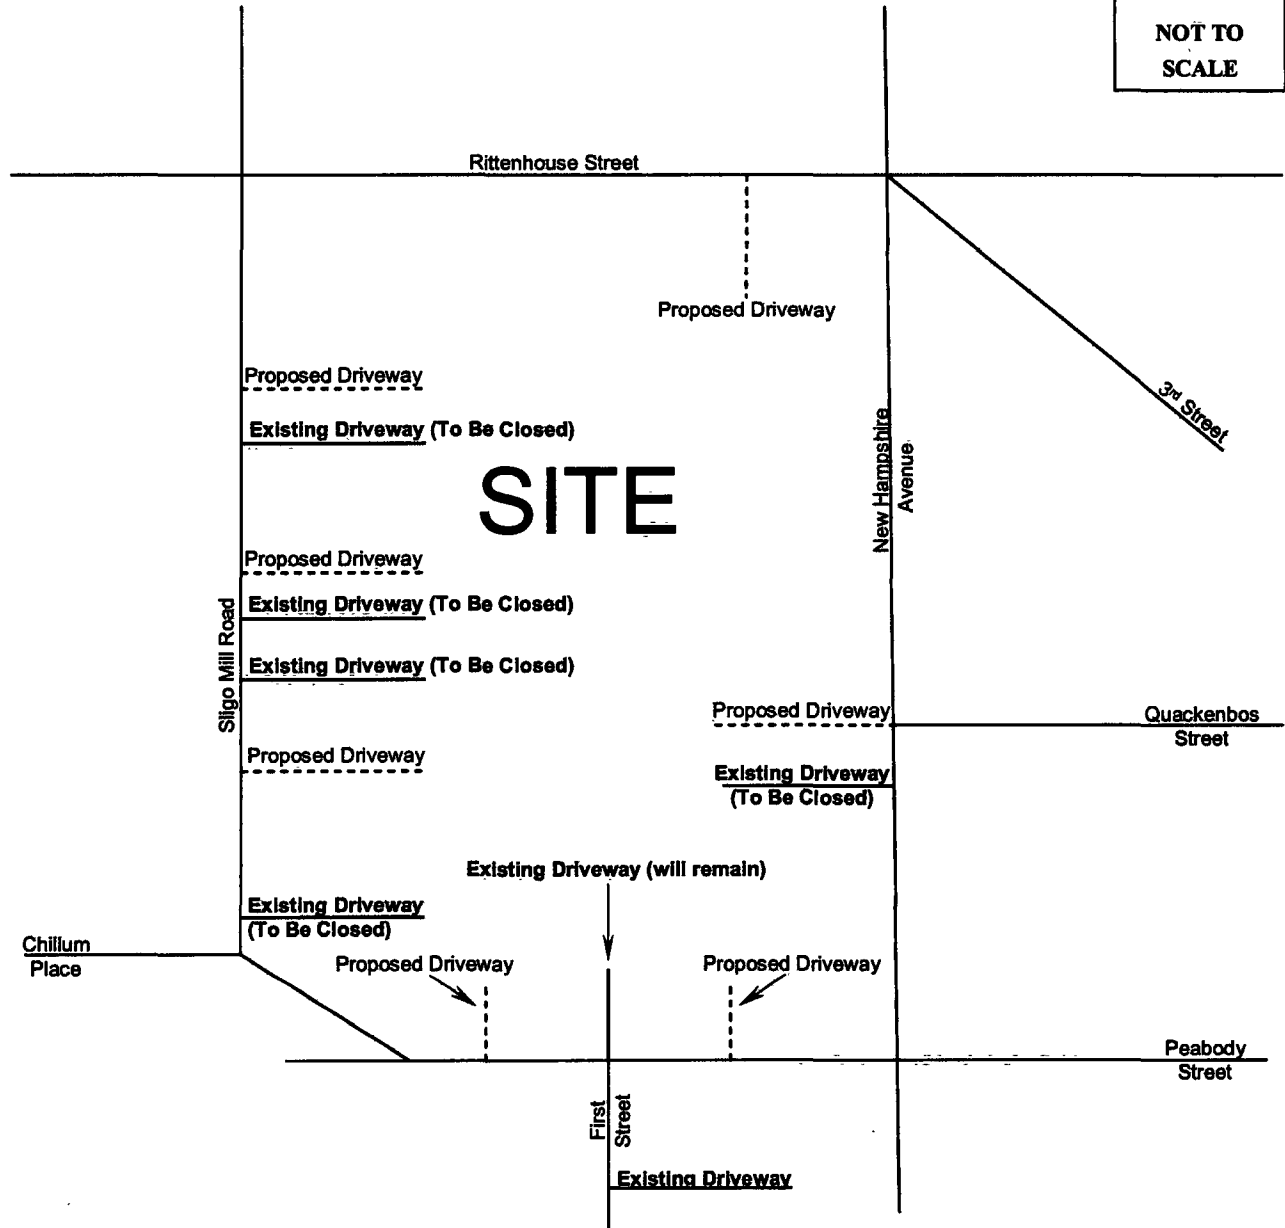 NOT TO
SCALE
Rittenhouse Street
Proposed Driveway
Proposed Driveway
3rd Street
Existing Driveway (To Be Closed)
New Hampshire
Avenue
SITE
Proposed Driveway
Existing Driveway (To Be Closed)
Sligo Mill Road
Existing Driveway (To Be Closed)
Proposed Driveway
Quackenbos
Street
Proposed Driveway
Existing Driveway
(To Be Closed)
Existing Driveway (will remain)
Existing Driveway
(To Be Closed)
Chillum
Place
Proposed Driveway
Proposed Driveway
Peabody
Street
First
Street
Existing Driveway